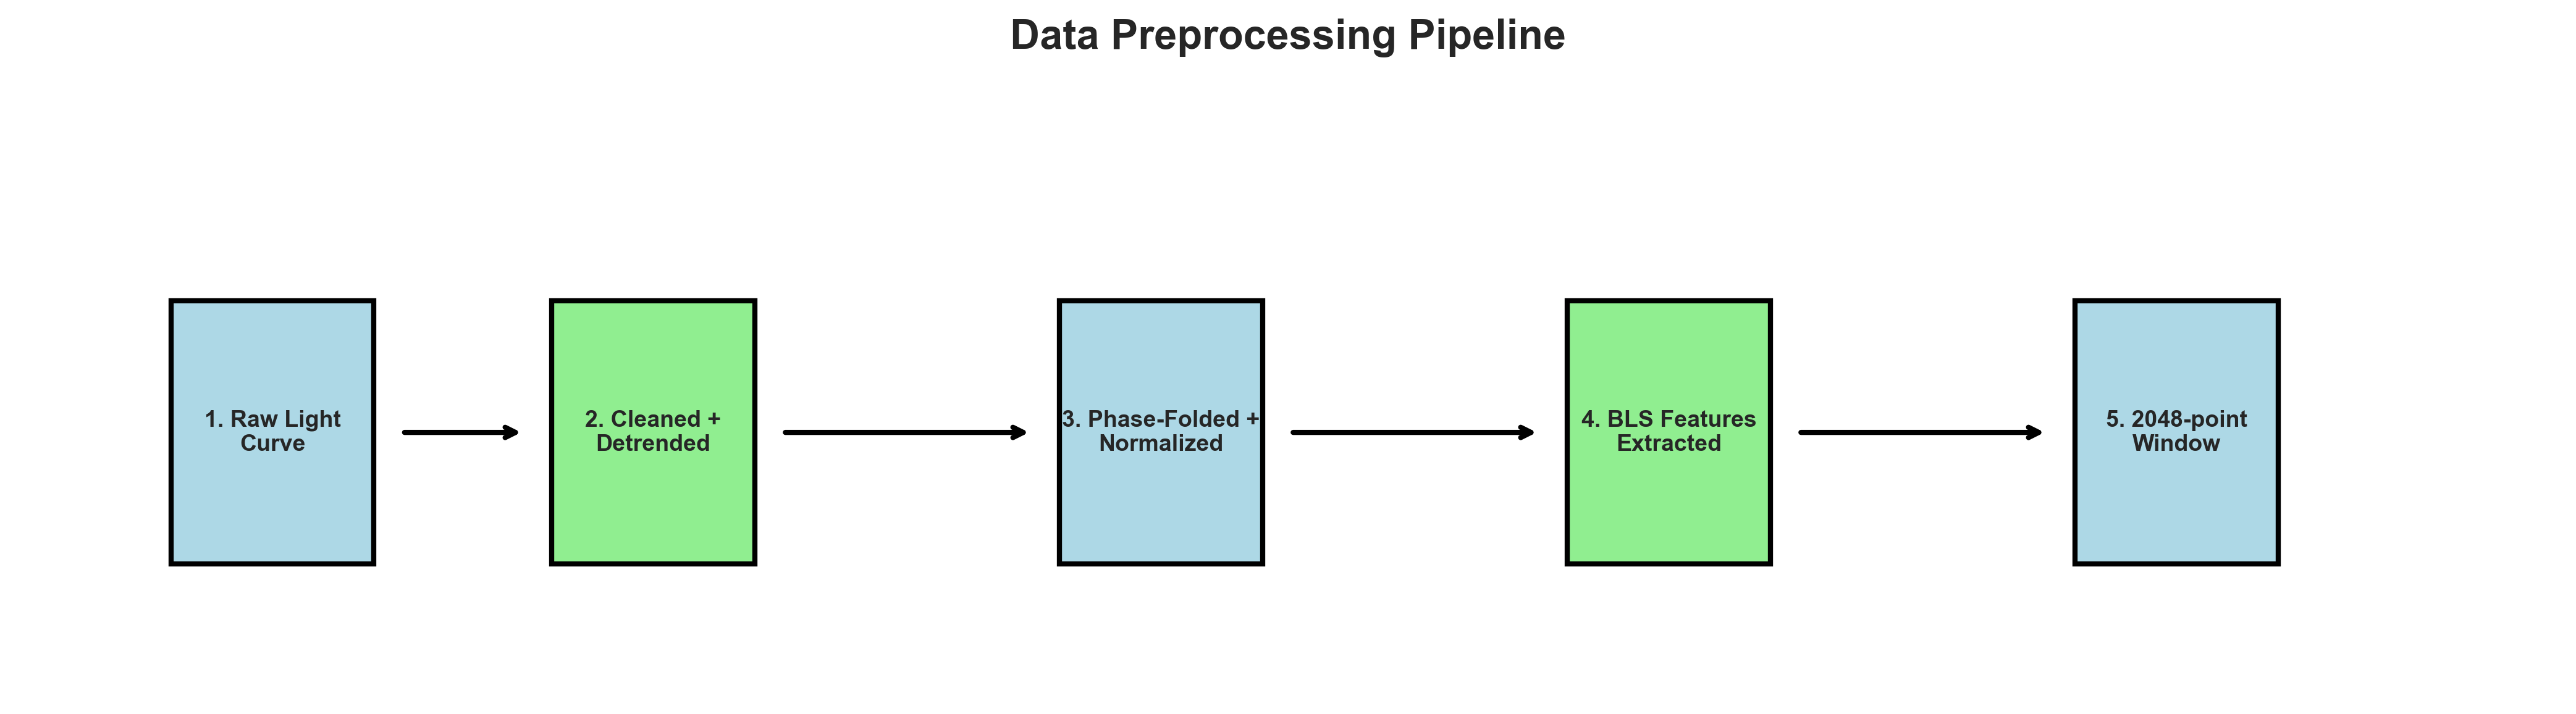 Data Preprocessing Pipeline
1. Raw Light
Curve
2. Cleaned +
Detrended
3. Phase-Folded +
Normalized
4. BLS Features
Extracted
5. 2048-point
Window